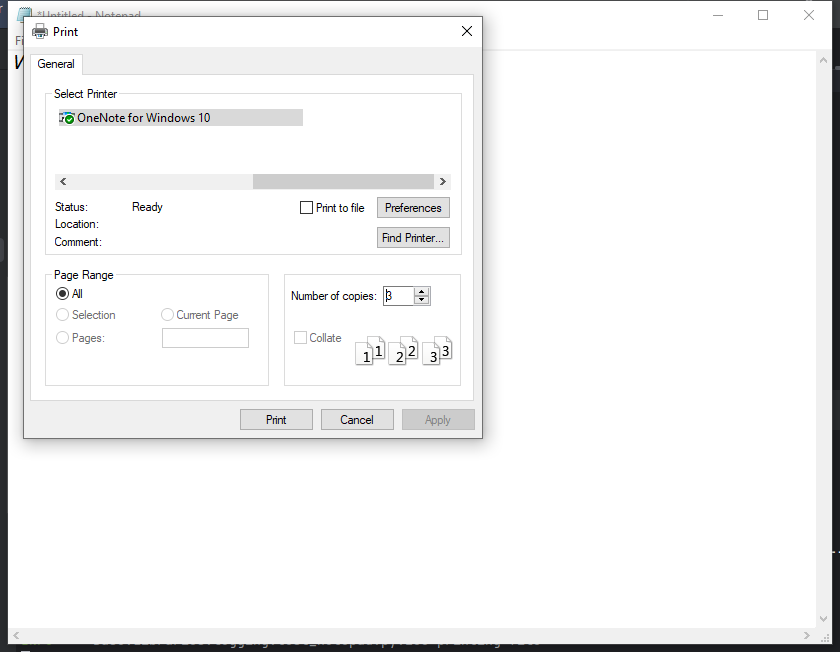 *Untitled - Notepad
Print
General
Select Printer
OneNote for Windows 10
Status: Ready
Print to file
Preferences
Location:
Comment:
Find Printer...
Page Range
All
Selection
Current Page
Pages:
Number of copies: 3
Collate
1 1 2 2 3 3
Print Cancel Apply